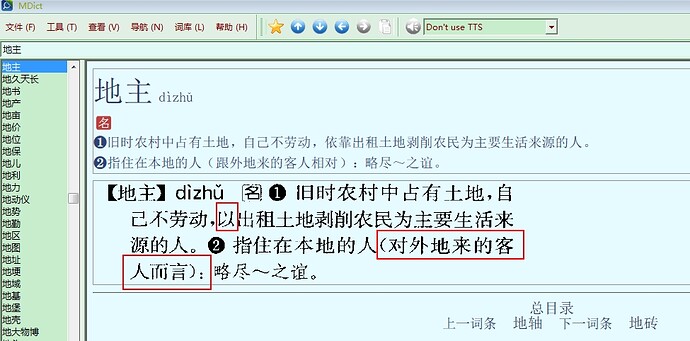 MDict
文件 (F) 工具 (T) 查看 (V) 导航 (N) 词库 (L) 帮助 (H) Don't use TTS
地主
地主
地久天长
地书
地产
地亩
地价
地位
地保
地儿
地利
地力
地动仪
地势
地勤
地区
地图
地址
地埂
地域
地基
地堡
地壳
地大物博
地主 dìzhǔ
名
❶旧时农村中占有土地，自己不劳动，依靠出租土地剥削农民为主要生活来源的人。
❷指住在本地的人（跟外地来的客人相对）：略尽～之谊。
【地主】dìzhǔ 名 ❶ 旧时农村中占有土地，自
己不劳动，以出租土地剥削农民为主要生活来
源的人。❷ 指住在本地的人（对外地来的客
人而言）：略尽～之谊。
总目录
上一词条 地轴 下一词条 地砖